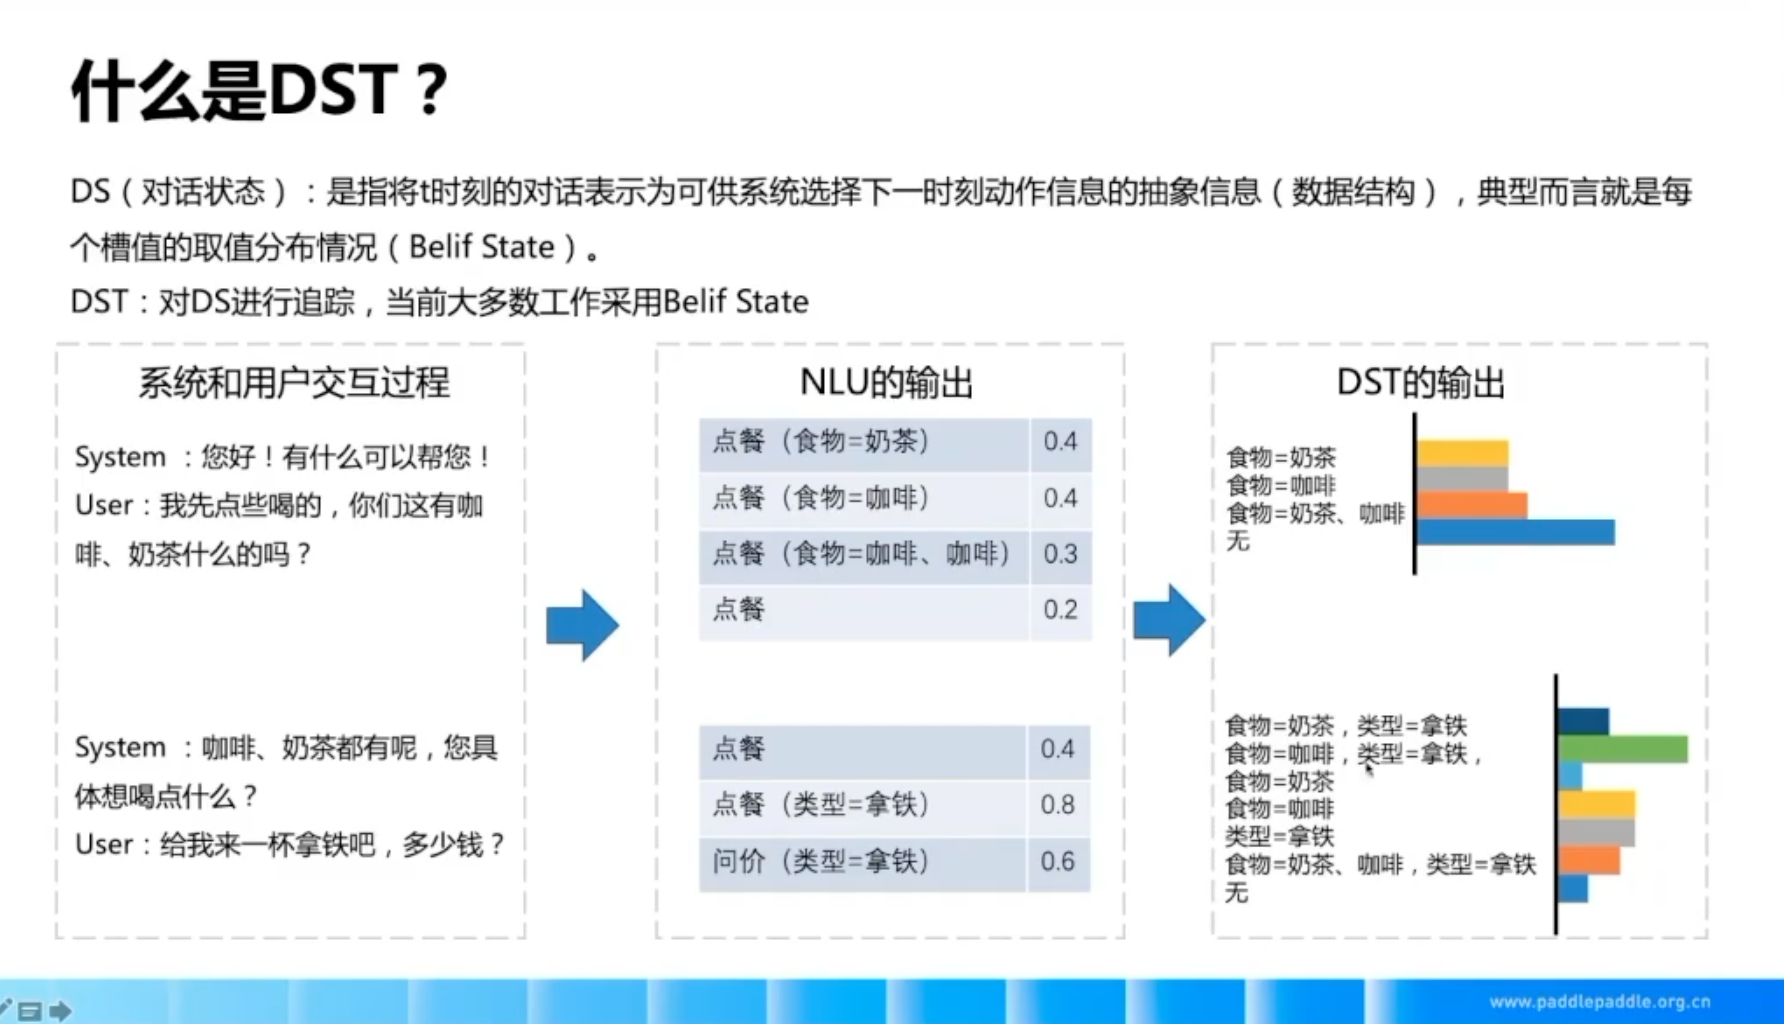 什么是DST？
DS（对话状态）：是指将t时刻的对话表示为可供系统选择下一时刻动作信息的抽象信息（数据结构），典型而言就是每
个槽值的取值分布情况（Belif State）。
DST：对DS进行追踪，当前大多数工作采用Belif State
系统和用户交互过程
System ：您好！有什么可以帮您！
User：我先点些喝的，你们这有咖
啡、奶茶什么的吗？
System ：咖啡、奶茶都有呢，您具
体想喝点什么？
User：给我来一杯拿铁吧，多少钱？
NLU的输出
点餐（食物=奶茶） 0.4
点餐（食物=咖啡） 0.4
点餐（食物=咖啡、咖啡） 0.3
点餐 0.2
点餐 0.4
点餐（类型=拿铁） 0.8
问价（类型=拿铁） 0.6
DST的输出
食物=奶茶
食物=咖啡
食物=奶茶、咖啡
无
食物=奶茶，类型=拿铁
食物=咖啡，类型=拿铁，
食物=奶茶
食物=咖啡
类型=拿铁
食物=奶茶、咖啡，类型=拿铁
无
www.paddlepaddle.org.cn